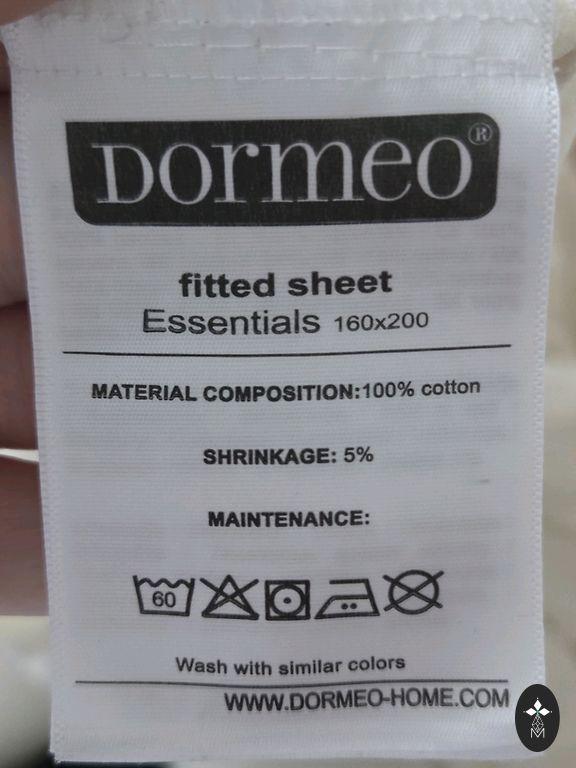 DORMEO®
fitted sheet
Essentials 160x200
MATERIAL COMPOSITION:100% cotton
SHRINKAGE: 5%
MAINTENANCE:
60
Wash with similar colors
WWW.DORMEO-HOME.COM
M